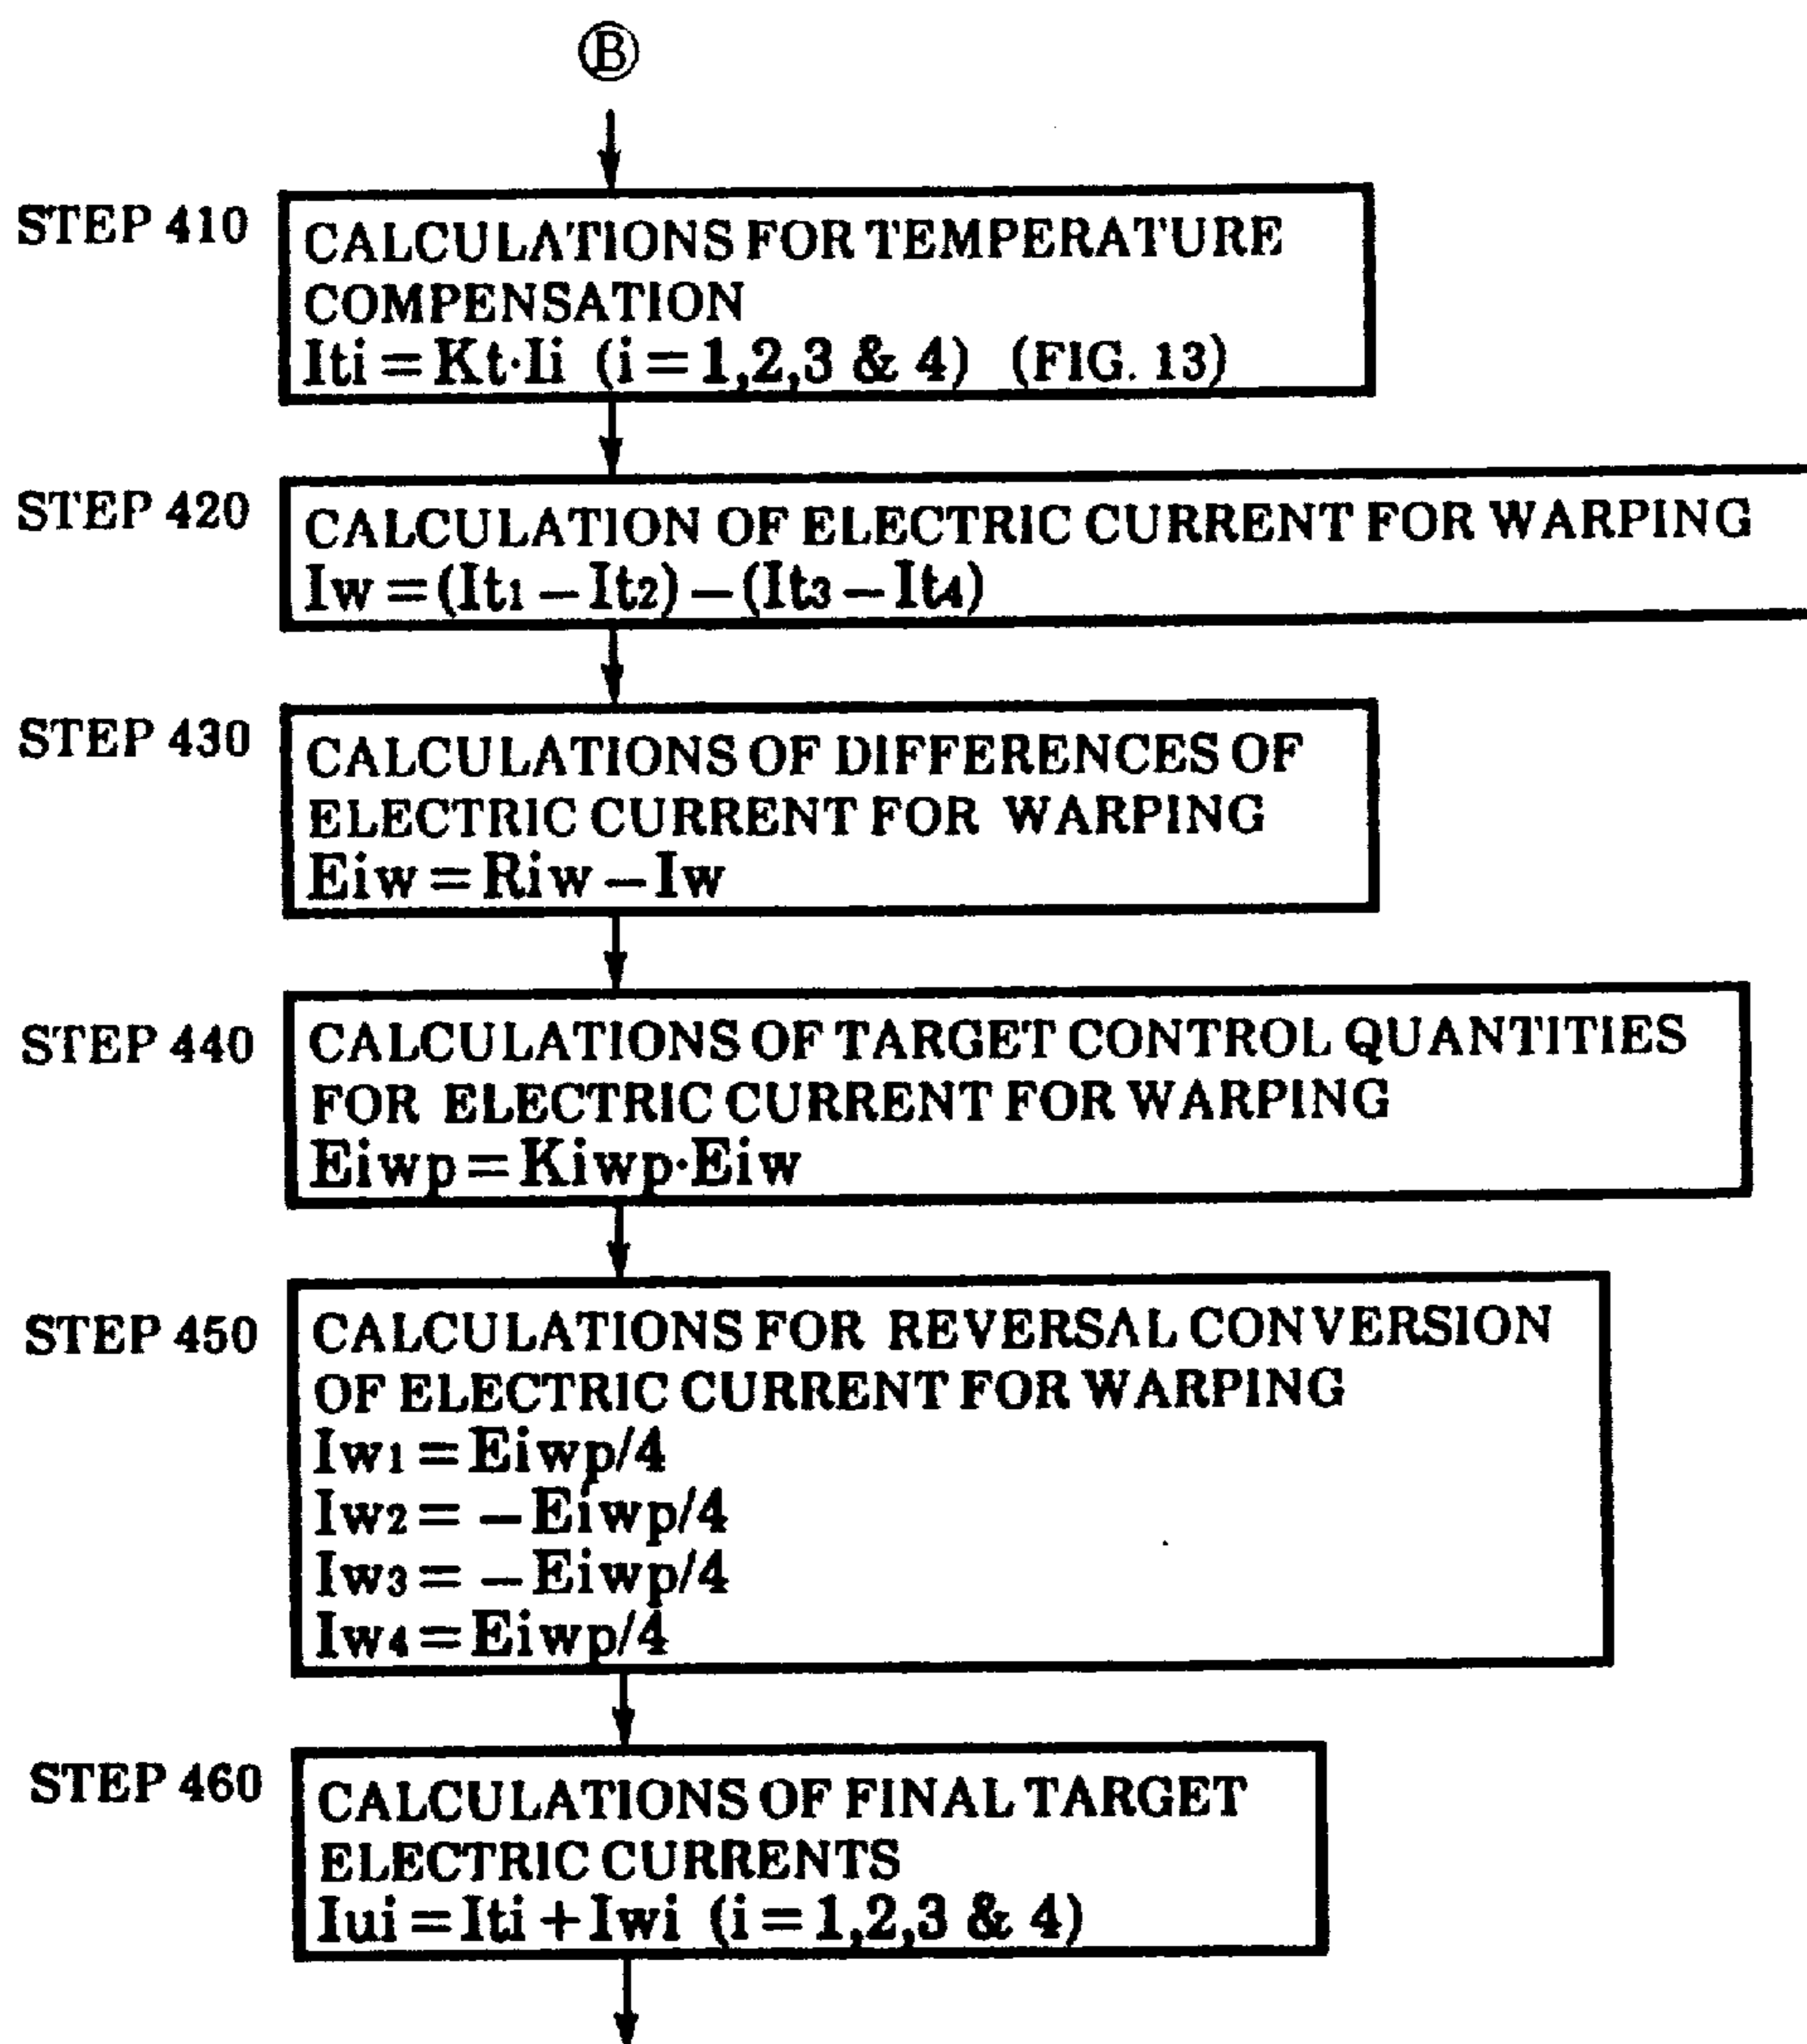 B
STEP 410
CALCULATIONS FOR TEMPERATURE
COMPENSATION
Iti = Kt·Ii (i = 1,2,3 & 4) (FIG. 13)
STEP 420
CALCULATION OF ELECTRIC CURRENT FOR WARPING
Iw = (It1 − It2) − (It3 − It4)
STEP 430
CALCULATIONS OF DIFFERENCES OF
ELECTRIC CURRENT FOR WARPING
Eiw = Riw − Iw
STEP 440
CALCULATIONS OF TARGET CONTROL QUANTITIES
FOR ELECTRIC CURRENT FOR WARPING
Eiwp = Kiwp·Eiw
STEP 450
CALCULATIONS FOR REVERSAL CONVERSION
OF ELECTRIC CURRENT FOR WARPING
Iw1 = Eiwp/4
Iw2 = − Eiwp/4
Iw3 = − Eiwp/4
Iw4 = Eiwp/4
STEP 460
CALCULATIONS OF FINAL TARGET
ELECTRIC CURRENTS
Iui = Iti + Iwi (i = 1,2,3 & 4)